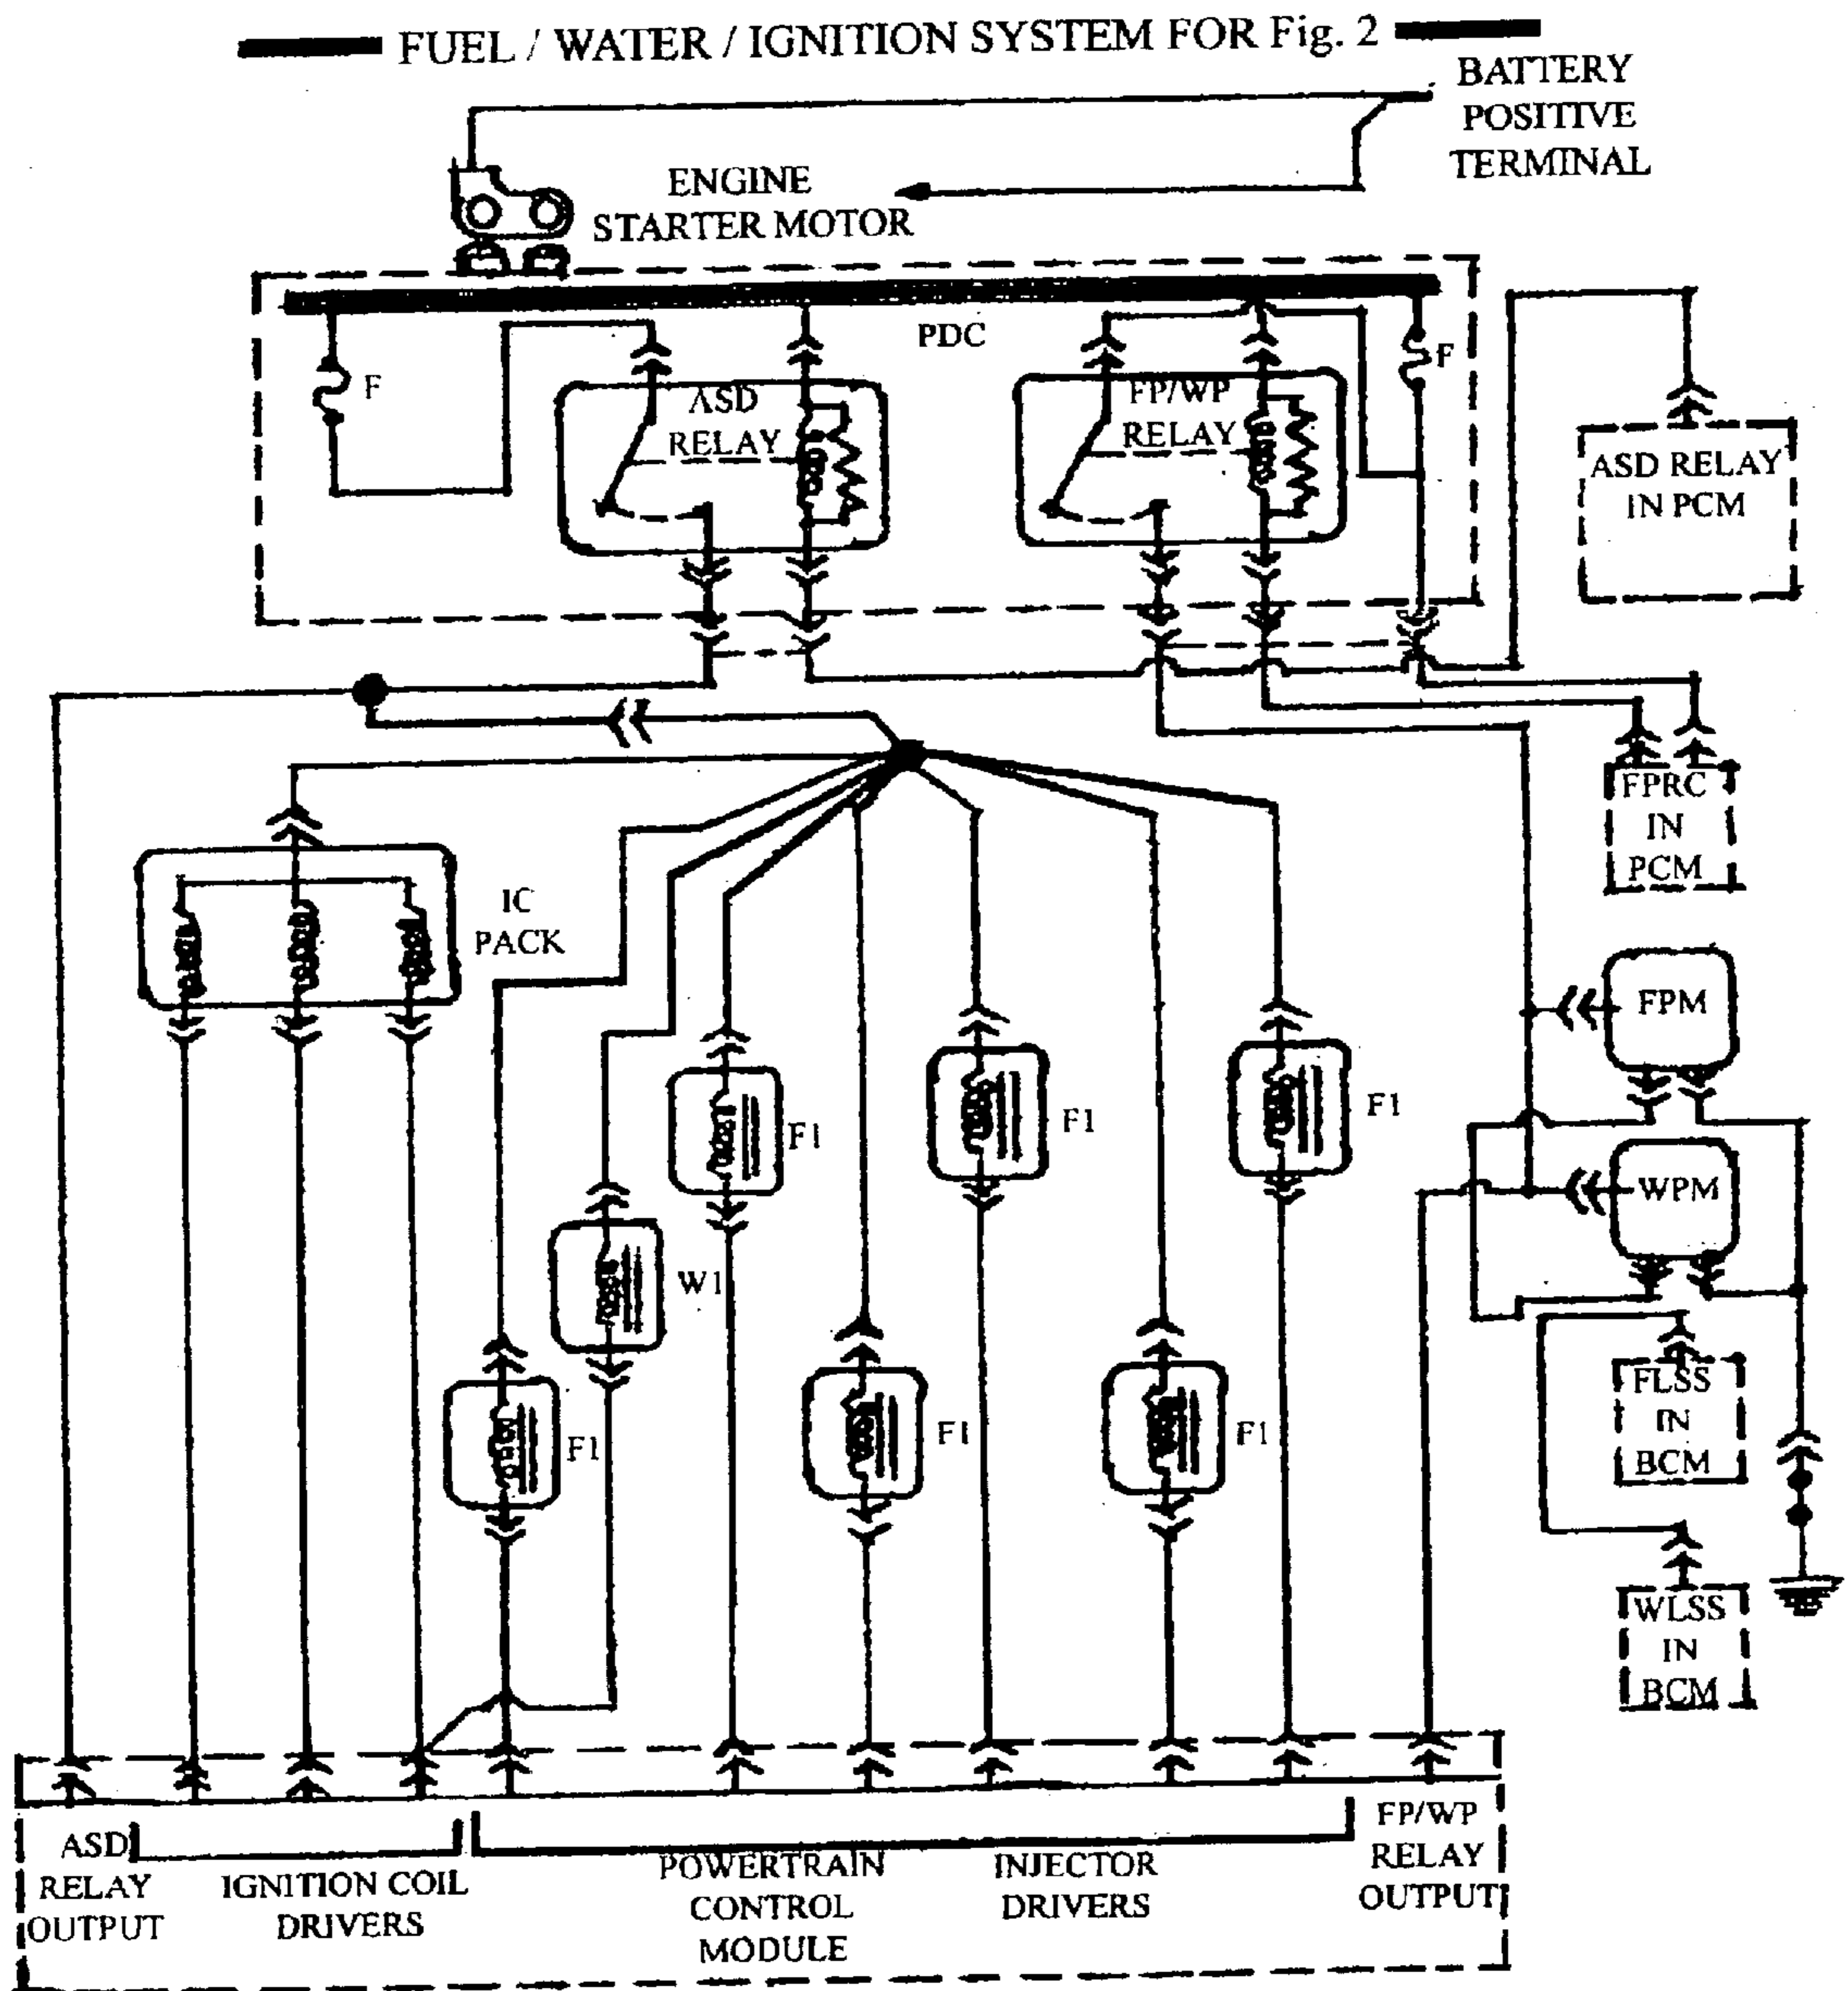 FUEL / WATER / IGNITION SYSTEM FOR Fig. 2
BATTERY
POSITIVE
TERMINAL
ENGINE
STARTER MOTOR
PDC
F
ASD
RELAY
FP/WP
RELAY
F
ASD RELAY
IN PCM
FPRC
IN
PCM
IC
PACK
FPM
F1
F1
F1
WPM
W1
F1
F1
F1
FLSS
IN
BCM
WLSS
IN
BCM
ASD
RELAY
OUTPUT
IGNITION COIL
DRIVERS
POWERTRAIN
CONTROL
MODULE
INJECTOR
DRIVERS
FP/WP
RELAY
OUTPUT